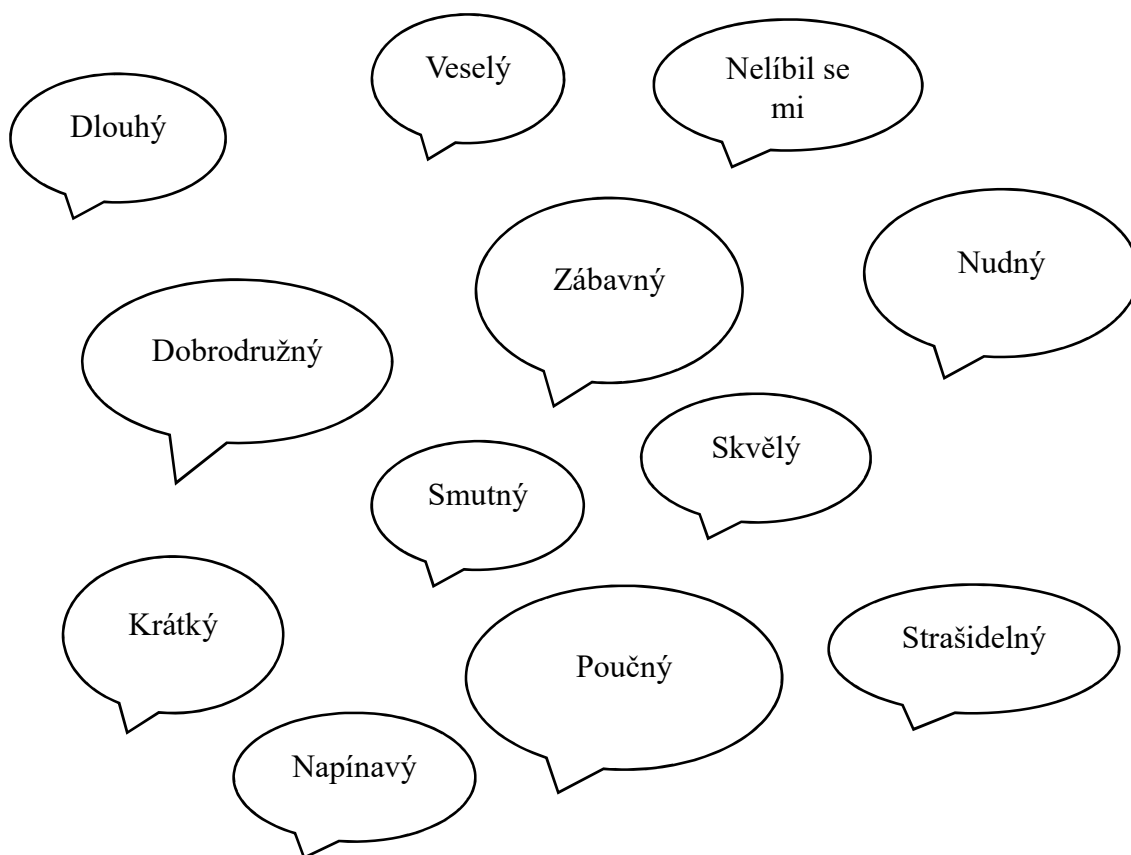 Veselý
Nelíbil se
mi
Dlouhý
Nudný
Zábavný
Dobrodružný
Skvělý
Smutný
Krátký
Strašidelný
Poučný
Napínavý